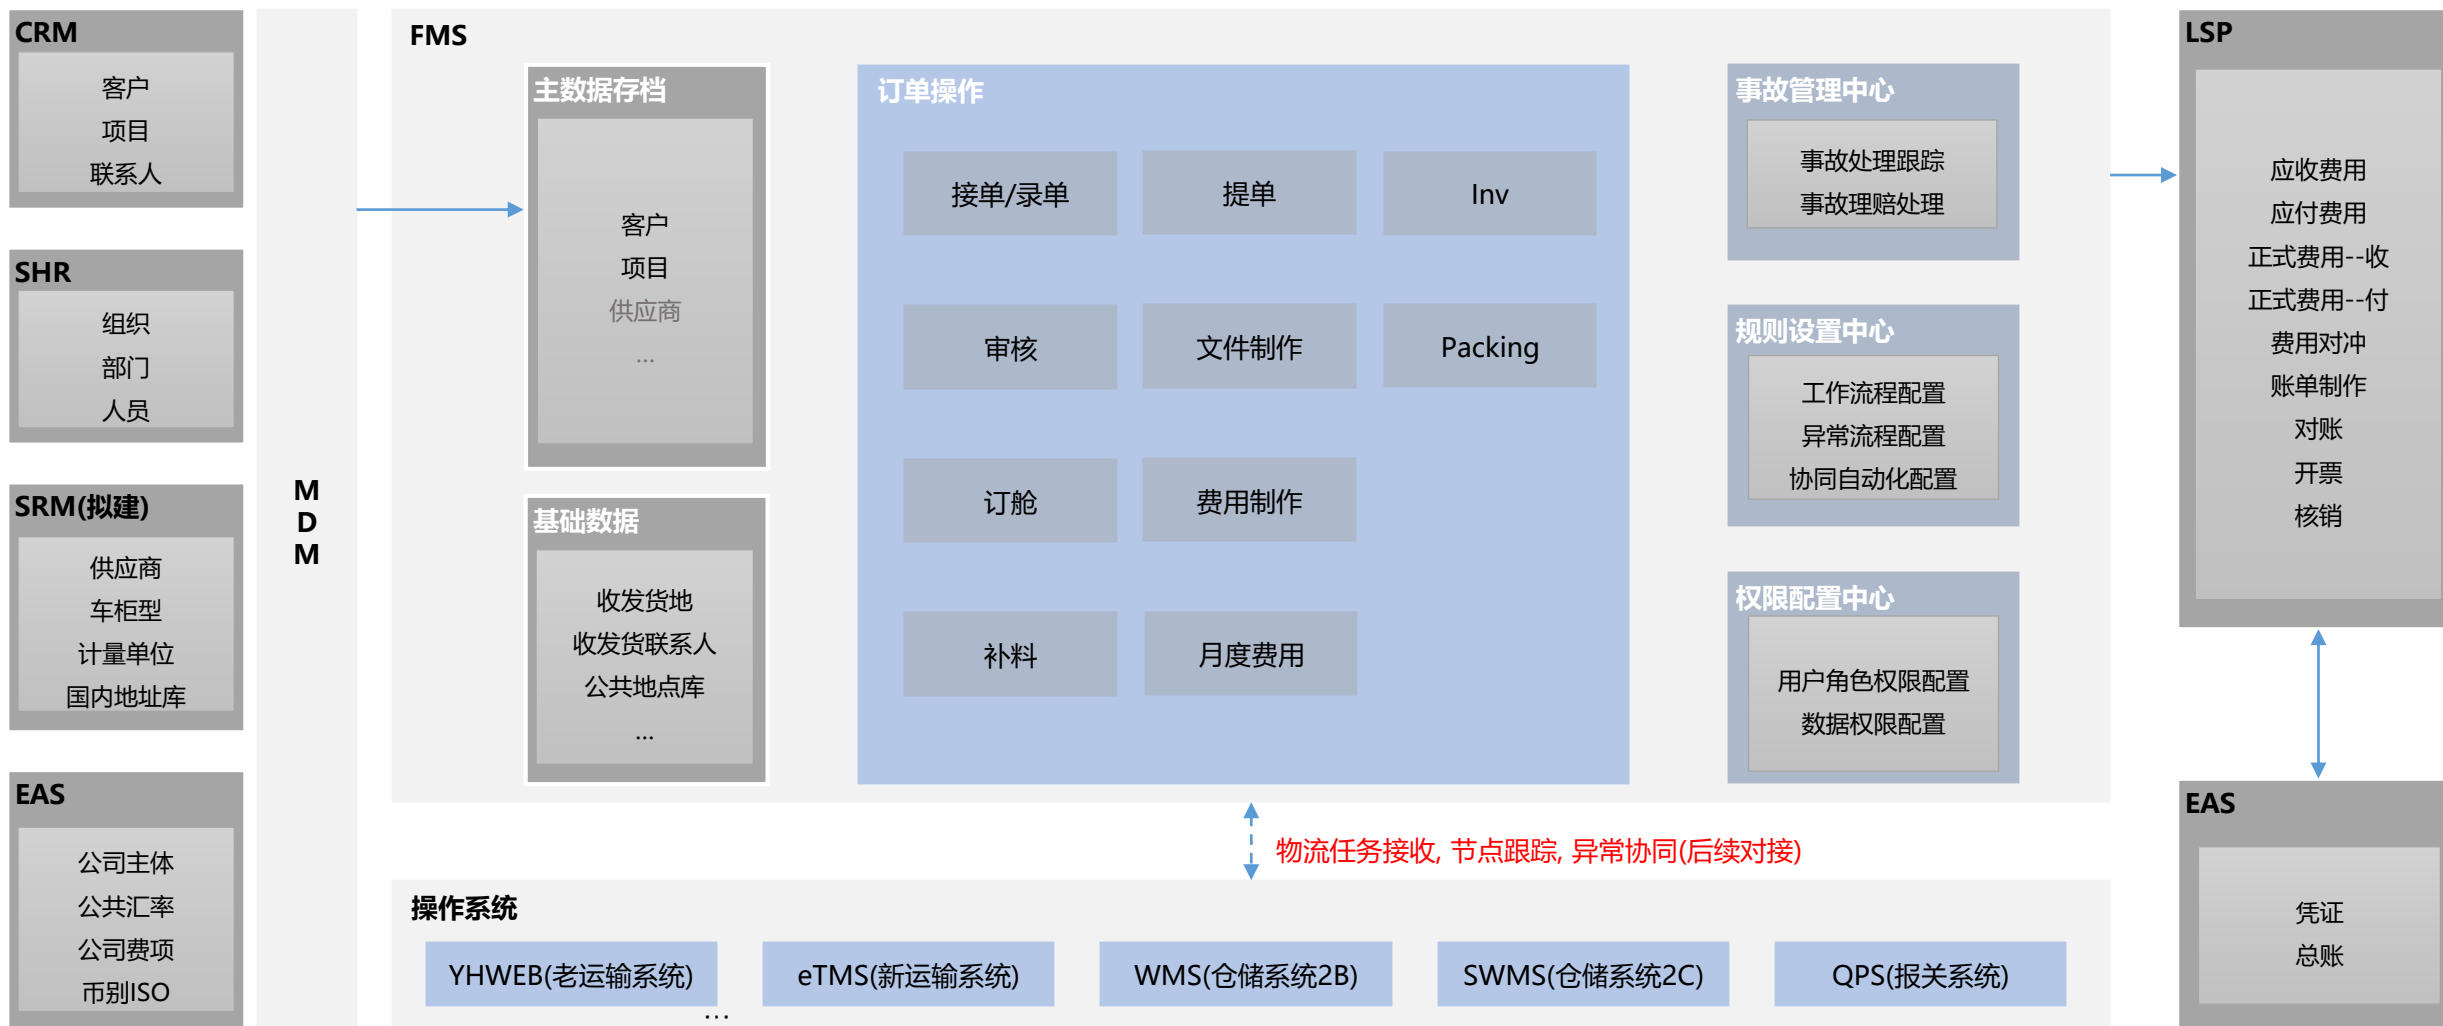 CRM
客户
项目
联系人
SHR
组织
部门
人员
SRM(拟建)
供应商
车柜型
计量单位
国内地址库
EAS
公司主体
公共汇率
公司费项
币别ISO
M
D
M
FMS
主数据存档
客户
项目
供应商
...
基础数据
收发货地
收发货联系人
公共地点库
...
订单操作
接单/录单
提单
Inv
审核
文件制作
Packing
订舱
费用制作
补料
月度费用
事故管理中心
事故处理跟踪
事故理赔处理
规则设置中心
工作流程配置
异常流程配置
协同自动化配置
权限配置中心
用户角色权限配置
数据权限配置
物流任务接收, 节点跟踪, 异常协同(后续对接)
操作系统
YHWEB(老运输系统)
eTMS(新运输系统)
WMS(仓储系统2B)
SWMS(仓储系统2C)
QPS(报关系统)
...
LSP
应收费用
应付费用
正式费用--收
正式费用--付
费用对冲
账单制作
对账
开票
核销
EAS
凭证
总账